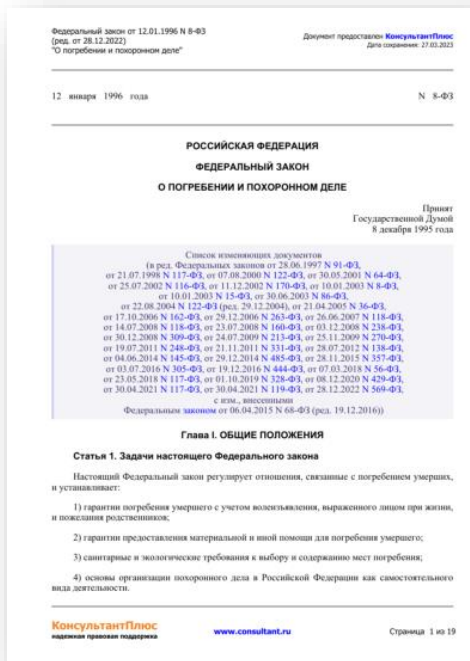 Федеральный закон от 12.01.1996 N 8-ФЗ
(ред. от 28.12.2022)
"О погребении и похоронном деле"
Документ предоставлен КонсультантПлюс
Дата сохранения: 27.03.2023
12 января 1996 года N 8-ФЗ
РОССИЙСКАЯ ФЕДЕРАЦИЯ
ФЕДЕРАЛЬНЫЙ ЗАКОН
О ПОГРЕБЕНИИ И ПОХОРОННОМ ДЕЛЕ
Принят
Государственной Думой
8 декабря 1995 года
Список изменяющих документов
(в ред. Федеральных законов от 28.06.1997 N 91-ФЗ,
от 21.07.1998 N 117-ФЗ, от 07.08.2000 N 122-ФЗ, от 30.05.2001 N 64-ФЗ,
от 25.07.2002 N 116-ФЗ, от 11.12.2002 N 170-ФЗ, от 10.01.2003 N 8-ФЗ,
от 10.01.2003 N 15-ФЗ, от 30.06.2003 N 86-ФЗ,
от 22.08.2004 N 122-ФЗ (ред. 29.12.2004), от 21.04.2005 N 36-ФЗ,
от 17.10.2006 N 162-ФЗ, от 29.12.2006 N 263-ФЗ, от 26.06.2007 N 118-ФЗ,
от 14.07.2008 N 118-ФЗ, от 23.07.2008 N 160-ФЗ, от 03.12.2008 N 238-ФЗ,
от 30.12.2008 N 309-ФЗ, от 24.07.2009 N 213-ФЗ, от 25.11.2009 N 270-ФЗ,
от 19.07.2011 N 248-ФЗ, от 21.11.2011 N 331-ФЗ, от 28.07.2012 N 138-ФЗ,
от 04.06.2014 N 145-ФЗ, от 29.12.2014 N 485-ФЗ, от 28.11.2015 N 357-ФЗ,
от 03.07.2016 N 305-ФЗ, от 19.12.2016 N 444-ФЗ, от 07.03.2018 N 56-ФЗ,
от 23.05.2018 N 117-ФЗ, от 01.10.2019 N 328-ФЗ, от 08.12.2020 N 429-ФЗ,
от 30.04.2021 N 117-ФЗ, от 30.04.2021 N 119-ФЗ, от 28.12.2022 N 569-ФЗ,
с изм., внесенными
Федеральным законом от 06.04.2015 N 68-ФЗ (ред. 19.12.2016))
Глава I. ОБЩИЕ ПОЛОЖЕНИЯ
Статья 1. Задачи настоящего Федерального закона
Настоящий Федеральный закон регулирует отношения, связанные с погребением умерших,
и устанавливает:
1) гарантии погребения умершего с учетом волеизъявления, выраженного лицом при жизни,
и пожелания родственников;
2) гарантии предоставления материальной и иной помощи для погребения умершего;
3) санитарные и экологические требования к выбору и содержанию мест погребения;
4) основы организации похоронного дела в Российской Федерации как самостоятельного
вида деятельности.
КонсультантПлюс
надежная правовая поддержка
www.consultant.ru
Страница 1 из 19